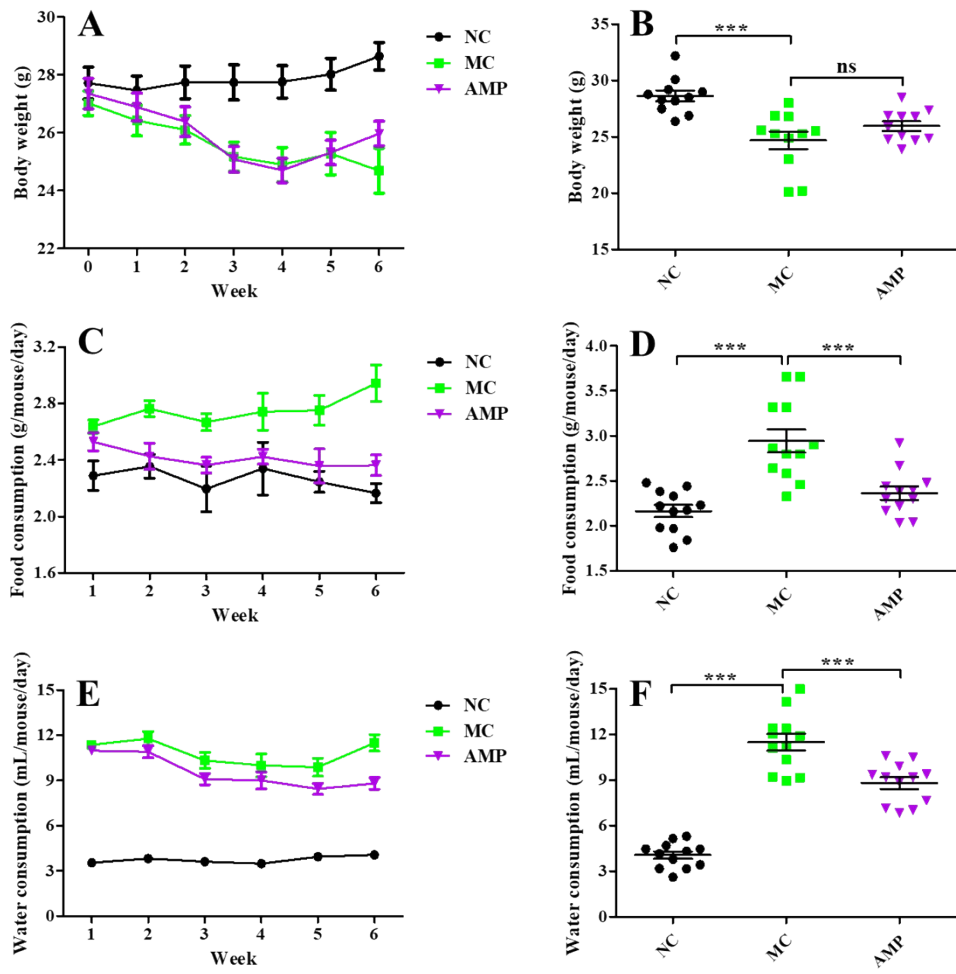 A
Body weight (g)
30
28
26
24
22
0 1 2 3 4 5 6
Week
NC
MC
AMP
B
Body weight (g)
35
30
25
20
15
***
ns
NC MC AMP
C
Food consumption (g/mouse/day)
3.2
2.8
2.4
2.0
1.6
1 2 3 4 5 6
Week
NC
MC
AMP
D
Food consumption (g/mouse/day)
4.0
3.5
3.0
2.5
2.0
1.5
*** ***
NC MC AMP
E
Water consumption (mL/mouse/day)
15
12
9
6
3
0
1 2 3 4 5 6
Week
NC
MC
AMP
F
Water consumption (mL/mouse/day)
15
12
9
6
3
0
***
***
NC MC AMP